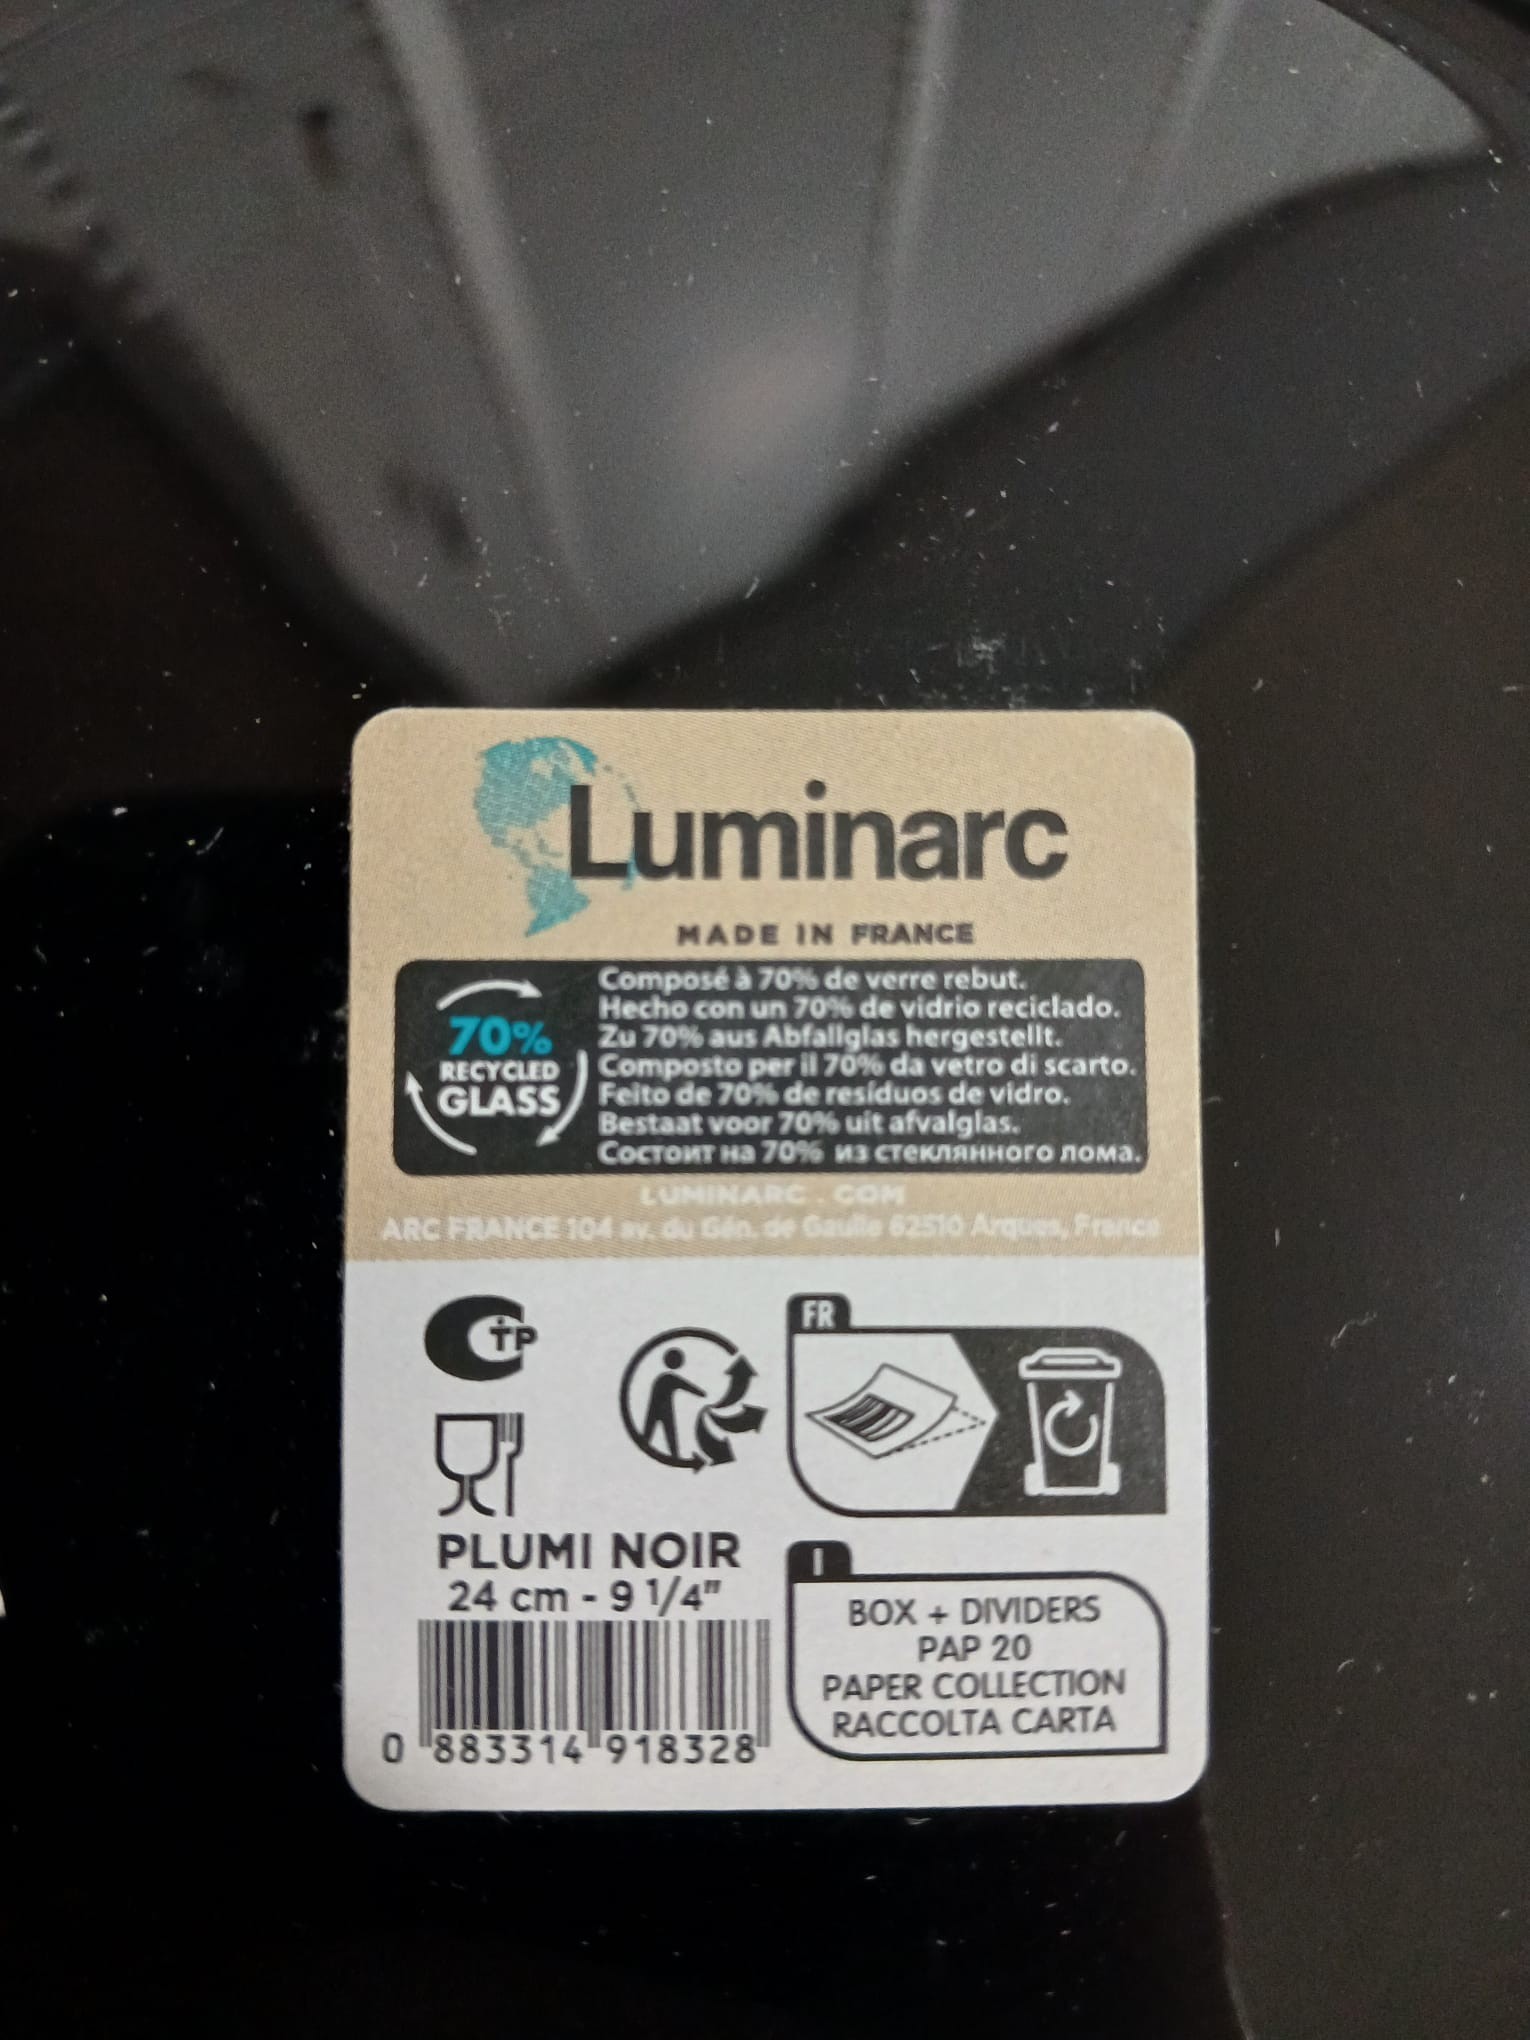 Luminarc
MADE IN FRANCE
70%
RECYCLED
GLASS
Composé à 70% de verre rebut.
Hecho con un 70% de vidrio reciclado.
Zu 70% aus Abfallglas hergestellt.
Composto per il 70% da vetro di scarto.
Feito de 70% de resíduos de vidro.
Bestaat voor 70% uit afvalglas.
Состоит на 70% из стеклянного лома.
LUMINARC . COM
ARC FRANCE 104 av. du Gén. de Gaulle 62510 Arques, France
TP
FR
PLUMI NOIR
24 cm - 9 1/4"
0 883314 918328
I
BOX + DIVIDERS
PAP 20
PAPER COLLECTION
RACCOLTA CARTA